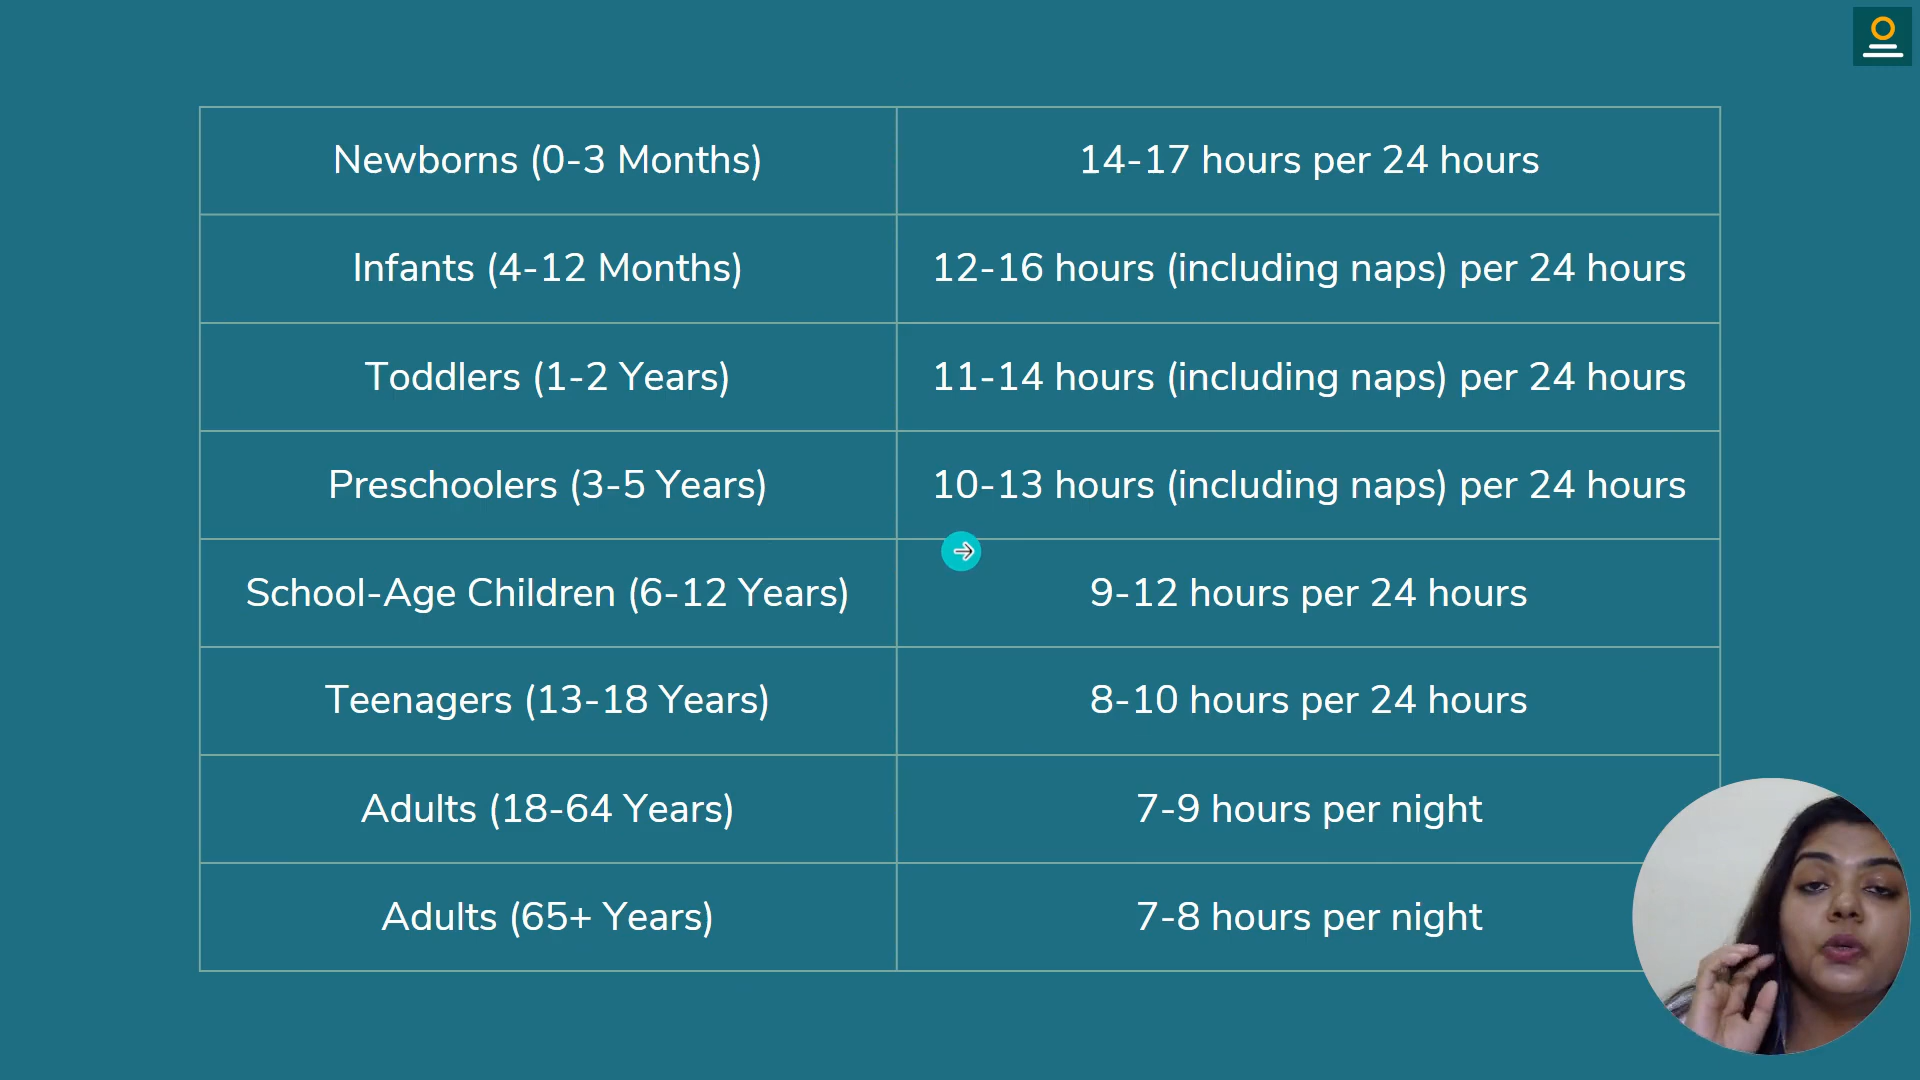 Newborns (0-3 Months) 14-17 hours per 24 hours
Infants (4-12 Months) 12-16 hours (including naps) per 24 hours
Toddlers (1-2 Years) 11-14 hours (including naps) per 24 hours
Preschoolers (3-5 Years) 10-13 hours (including naps) per 24 hours
School-Age Children (6-12 Years) 9-12 hours per 24 hours
Teenagers (13-18 Years) 8-10 hours per 24 hours
Adults (18-64 Years) 7-9 hours per night
Adults (65+ Years) 7-8 hours per night